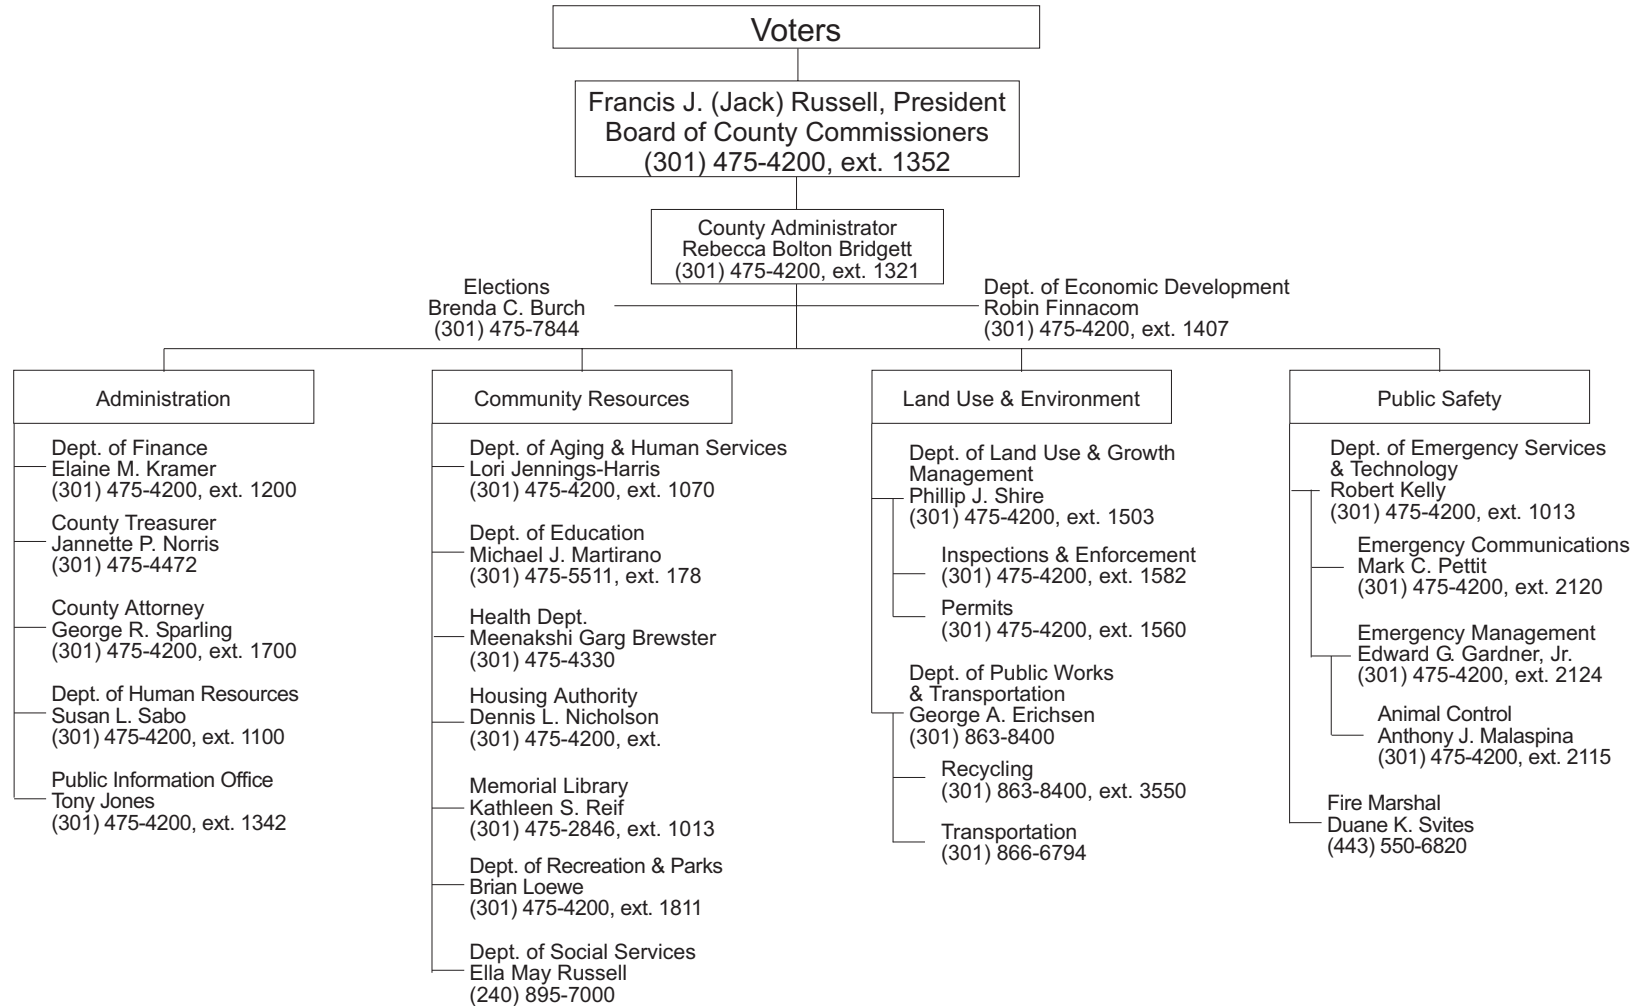 Voters
Francis J. (Jack) Russell, President
Board of County Commissioners
(301) 475-4200, ext. 1352
County Administrator
Rebecca Bolton Bridgett
(301) 475-4200, ext. 1321
Elections
Brenda C. Burch
(301) 475-7844
Dept. of Economic Development
Robin Finnacom
(301) 475-4200, ext. 1407
Administration
Dept. of Finance
Elaine M. Kramer
(301) 475-4200, ext. 1200
County Treasurer
Jannette P. Norris
(301) 475-4472
County Attorney
George R. Sparling
(301) 475-4200, ext. 1700
Dept. of Human Resources
Susan L. Sabo
(301) 475-4200, ext. 1100
Public Information Office
Tony Jones
(301) 475-4200, ext. 1342
Community Resources
Dept. of Aging & Human Services
Lori Jennings-Harris
(301) 475-4200, ext. 1070
Dept. of Education
Michael J. Martirano
(301) 475-5511, ext. 178
Health Dept.
Meenakshi Garg Brewster
(301) 475-4330
Housing Authority
Dennis L. Nicholson
(301) 475-4200, ext.
Memorial Library
Kathleen S. Reif
(301) 475-2846, ext. 1013
Dept. of Recreation & Parks
Brian Loewe
(301) 475-4200, ext. 1811
Dept. of Social Services
Ella May Russell
(240) 895-7000
Land Use & Environment
Dept. of Land Use & Growth
Management
Phillip J. Shire
(301) 475-4200, ext. 1503
Inspections & Enforcement
(301) 475-4200, ext. 1582
Permits
(301) 475-4200, ext. 1560
Dept. of Public Works
& Transportation
George A. Erichsen
(301) 863-8400
Recycling
(301) 863-8400, ext. 3550
Transportation
(301) 866-6794
Public Safety
Dept. of Emergency Services
& Technology
Robert Kelly
(301) 475-4200, ext. 1013
Emergency Communications
Mark C. Pettit
(301) 475-4200, ext. 2120
Emergency Management
Edward G. Gardner, Jr.
(301) 475-4200, ext. 2124
Animal Control
Anthony J. Malaspina
(301) 475-4200, ext. 2115
Fire Marshal
Duane K. Svites
(443) 550-6820